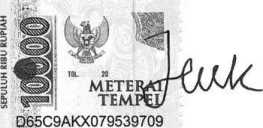 SEPULUH RIBU RUPIAH
10000
TGL. 20
METERAI
TEMPEL
D65C9AKX079539709